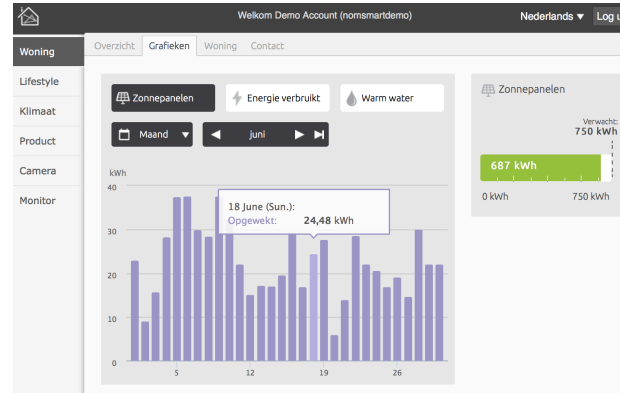 Welkom Demo Account (nomsmartdemo)
Nederlands ▼
Log
Woning
Lifestyle
Klimaat
Product
Camera
Monitor
Overzicht Grafieken Woning Contact
Zonnepanelen
Energie verbruikt
Warm water
Maand ▼
juni
kWh
40
30
20
10
0
5 12 19 26
18 June (Sun.):
Opgewekt: 24,48 kWh
Zonnepanelen
Verwacht:
750 kWh
687 kWh
0 kWh 750 kWh